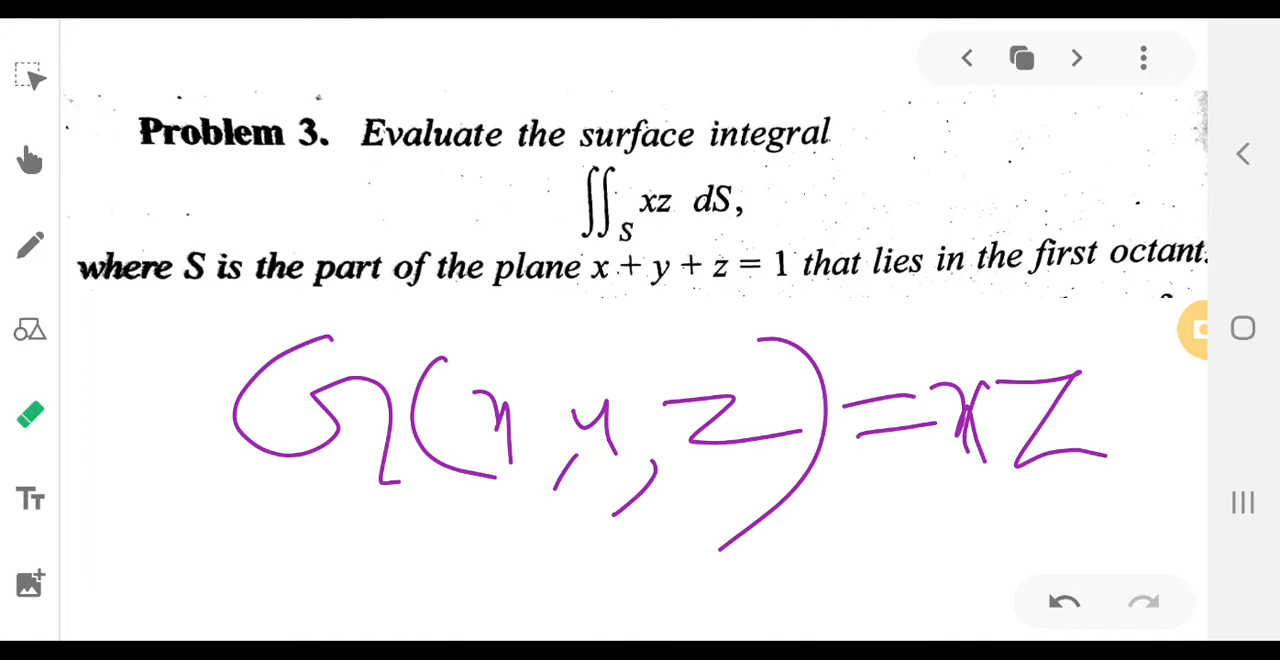 Problem 3. Evaluate the surface integral
∬_S xz dS,
where S is the part of the plane x + y + z = 1 that lies in the first octant.
G(x, y, z) = xz